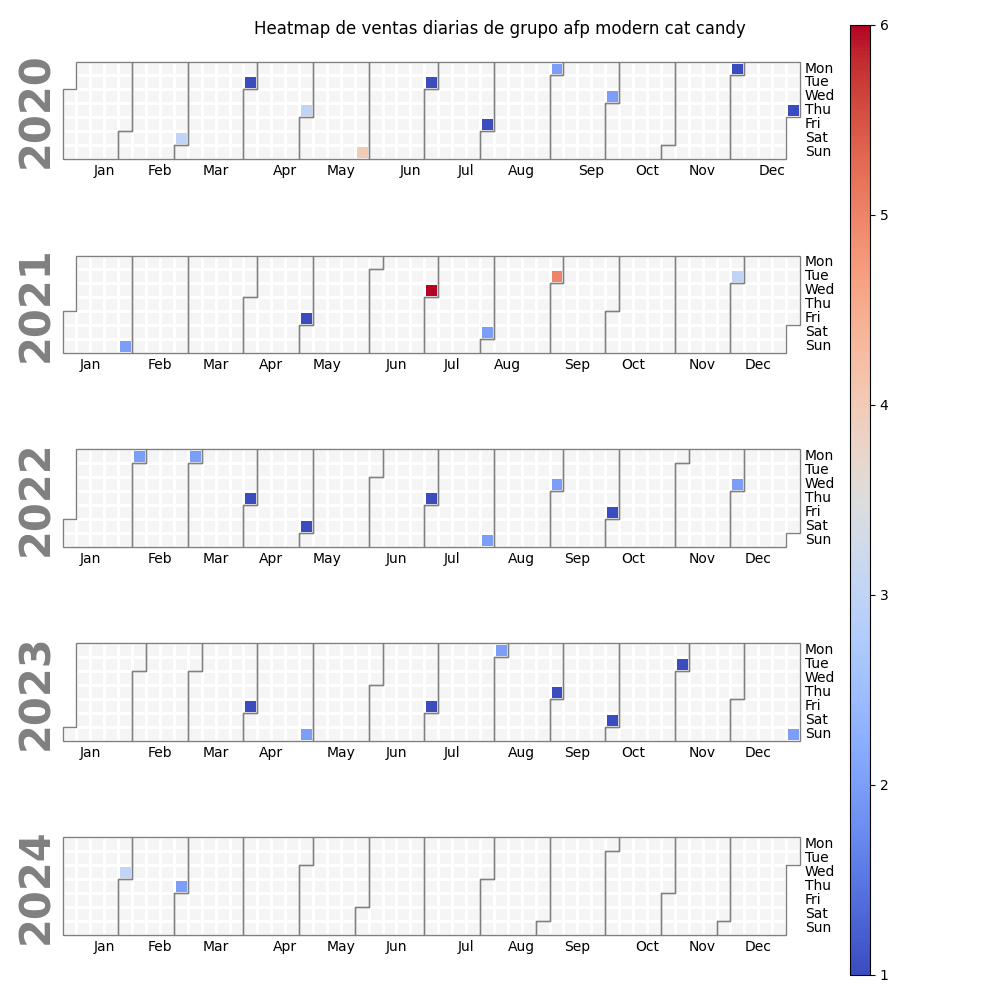 Heatmap de ventas diarias de grupo afp modern cat candy
2020
Mon
Tue
Wed
Thu
Fri
Sat
Sun
Jan Feb Mar Apr May Jun Jul Aug Sep Oct Nov Dec
2021
Mon
Tue
Wed
Thu
Fri
Sat
Sun
Jan Feb Mar Apr May Jun Jul Aug Sep Oct Nov Dec
2022
Mon
Tue
Wed
Thu
Fri
Sat
Sun
Jan Feb Mar Apr May Jun Jul Aug Sep Oct Nov Dec
2023
Mon
Tue
Wed
Thu
Fri
Sat
Sun
Jan Feb Mar Apr May Jun Jul Aug Sep Oct Nov Dec
2024
Mon
Tue
Wed
Thu
Fri
Sat
Sun
Jan Feb Mar Apr May Jun Jul Aug Sep Oct Nov Dec
6
5
4
3
2
1